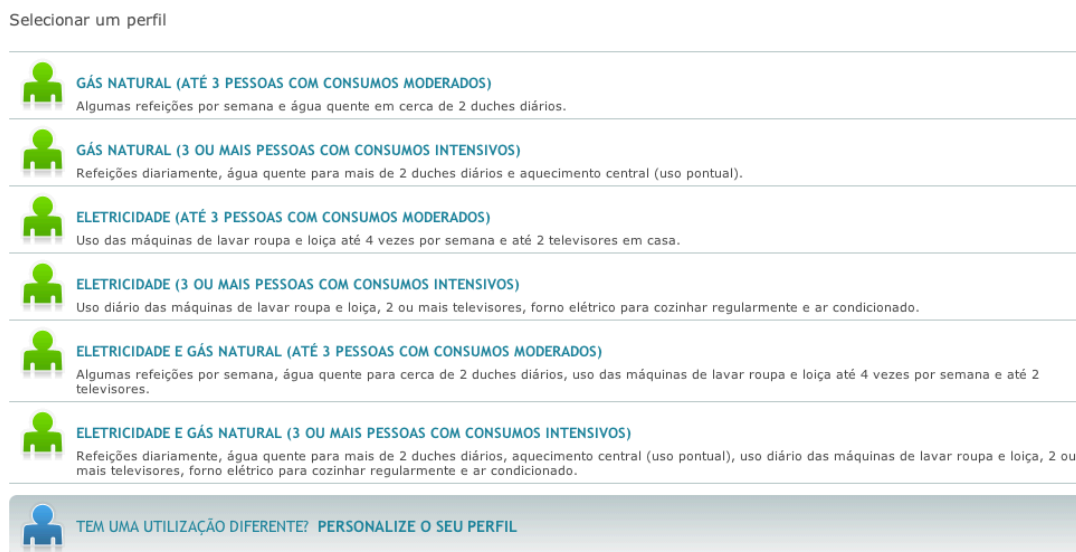 Selecionar um perfil
GÁS NATURAL (ATÉ 3 PESSOAS COM CONSUMOS MODERADOS)
Algumas refeições por semana e água quente em cerca de 2 duches diários.
GÁS NATURAL (3 OU MAIS PESSOAS COM CONSUMOS INTENSIVOS)
Refeições diariamente, água quente para mais de 2 duches diários e aquecimento central (uso pontual).
ELETRICIDADE (ATÉ 3 PESSOAS COM CONSUMOS MODERADOS)
Uso das máquinas de lavar roupa e loiça até 4 vezes por semana e até 2 televisores em casa.
ELETRICIDADE (3 OU MAIS PESSOAS COM CONSUMOS INTENSIVOS)
Uso diário das máquinas de lavar roupa e loiça, 2 ou mais televisores, forno elétrico para cozinhar regularmente e ar condicionado.
ELETRICIDADE E GÁS NATURAL (ATÉ 3 PESSOAS COM CONSUMOS MODERADOS)
Algumas refeições por semana, água quente para cerca de 2 duches diários, uso das máquinas de lavar roupa e loiça até 4 vezes por semana e até 2
televisores.
ELETRICIDADE E GÁS NATURAL (3 OU MAIS PESSOAS COM CONSUMOS INTENSIVOS)
Refeições diariamente, água quente para mais de 2 duches diários, aquecimento central (uso pontual), uso diário das máquinas de lavar roupa e loiça, 2 ou
mais televisores, forno elétrico para cozinhar regularmente e ar condicionado.
TEM UMA UTILIZAÇÃO DIFERENTE? PERSONALIZE O SEU PERFIL